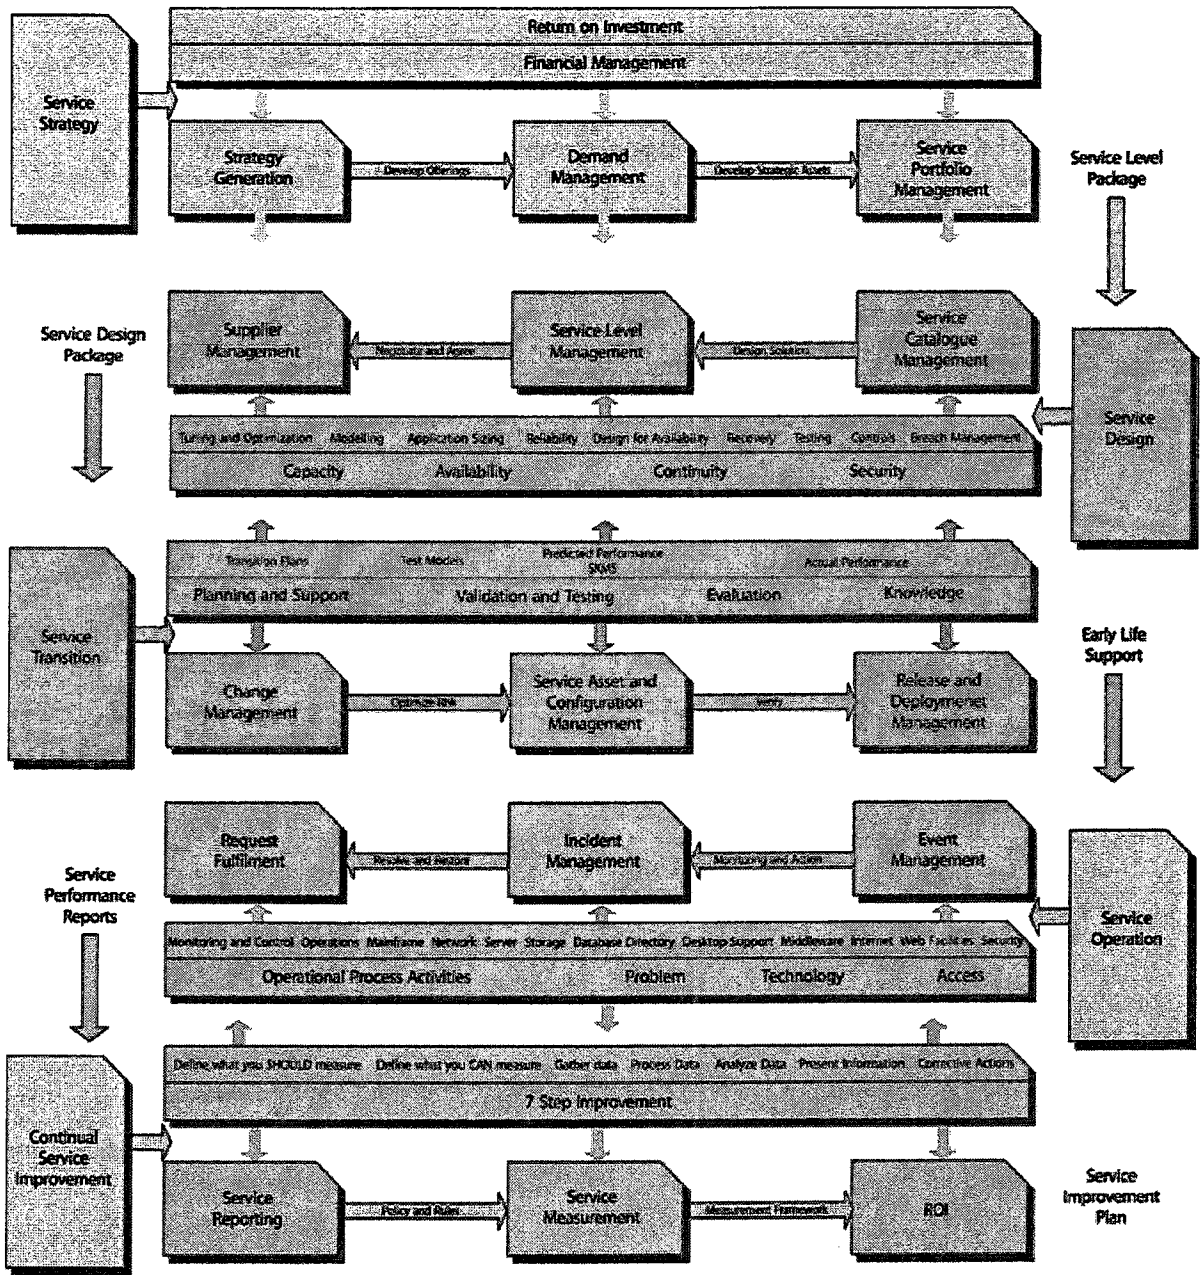 Return on Investment
Financial Management
Service
Strategy
Strategy
Generation
Develop Offerings
Demand
Management
Develop Strategic Assets
Service
Portfolio
Management
Service Level
Package
Service Design
Package
Supplier
Management
Negotiate and Agree
Service Level
Management
Design Solution
Service
Catalogue
Management
Service
Design
Tuning and Optimization Modelling Application Sizing Reliability Design for Availability Recovery Testing Controls Breach Management
Capacity Availability Continuity Security
Transition Plans Test Models Predicted Performance Actual Performance
SKMS
Planning and Support Validation and Testing Evaluation Knowledge
Service
Transition
Change
Management
Optimize Risk
Service Asset and
Configuration
Management
Verify
Release and
Deploymenet
Management
Early Life
Support
Request
Fulfilment
Resolve and Restore
Incident
Management
Monitoring and Action
Event
Management
Service
Performance
Reports
Service
Operation
Monitoring and Control Operations Mainframe Network Server Storage Database Directory Desktop Support Middleware Internet Web Facilities Security
Operational Process Activities Problem Technology Access
Define what you SHOULD measure Define what you CAN measure Gather data Process Data Analyze Data Present Information Corrective Actions
7 Step Improvement
Continual
Service
Improvement
Service
Reporting
Policy and Rules
Service
Measurement
Measurement Framework
ROI
Service
Improvement
Plan